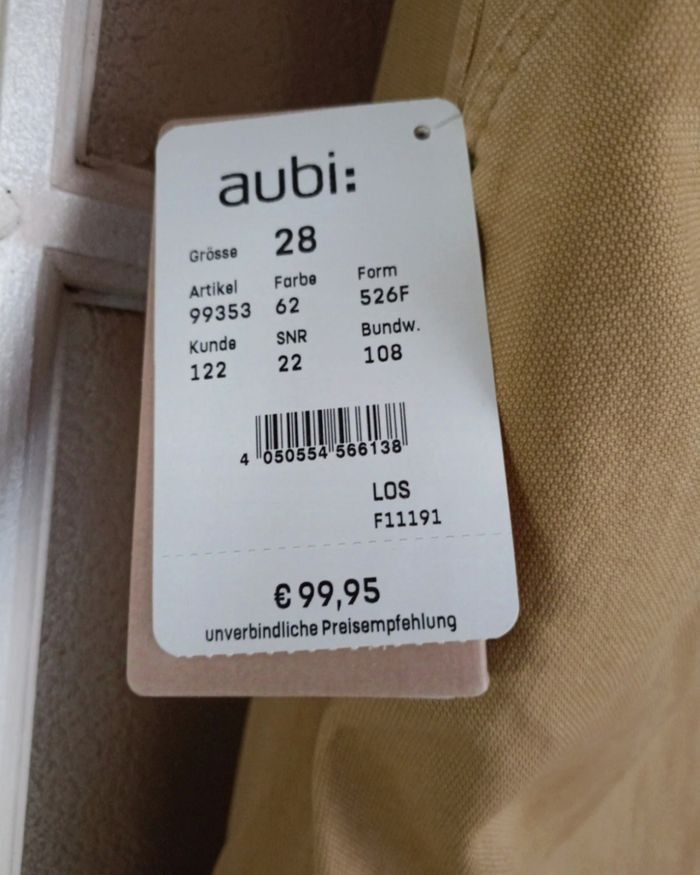 aubi:
Grösse 28
Artikel Farbe Form
99353 62 526F
Kunde SNR Bundw.
122 22 108
4 050554 566138
LOS
F11191
€ 99,95
unverbindliche Preisempfehlung